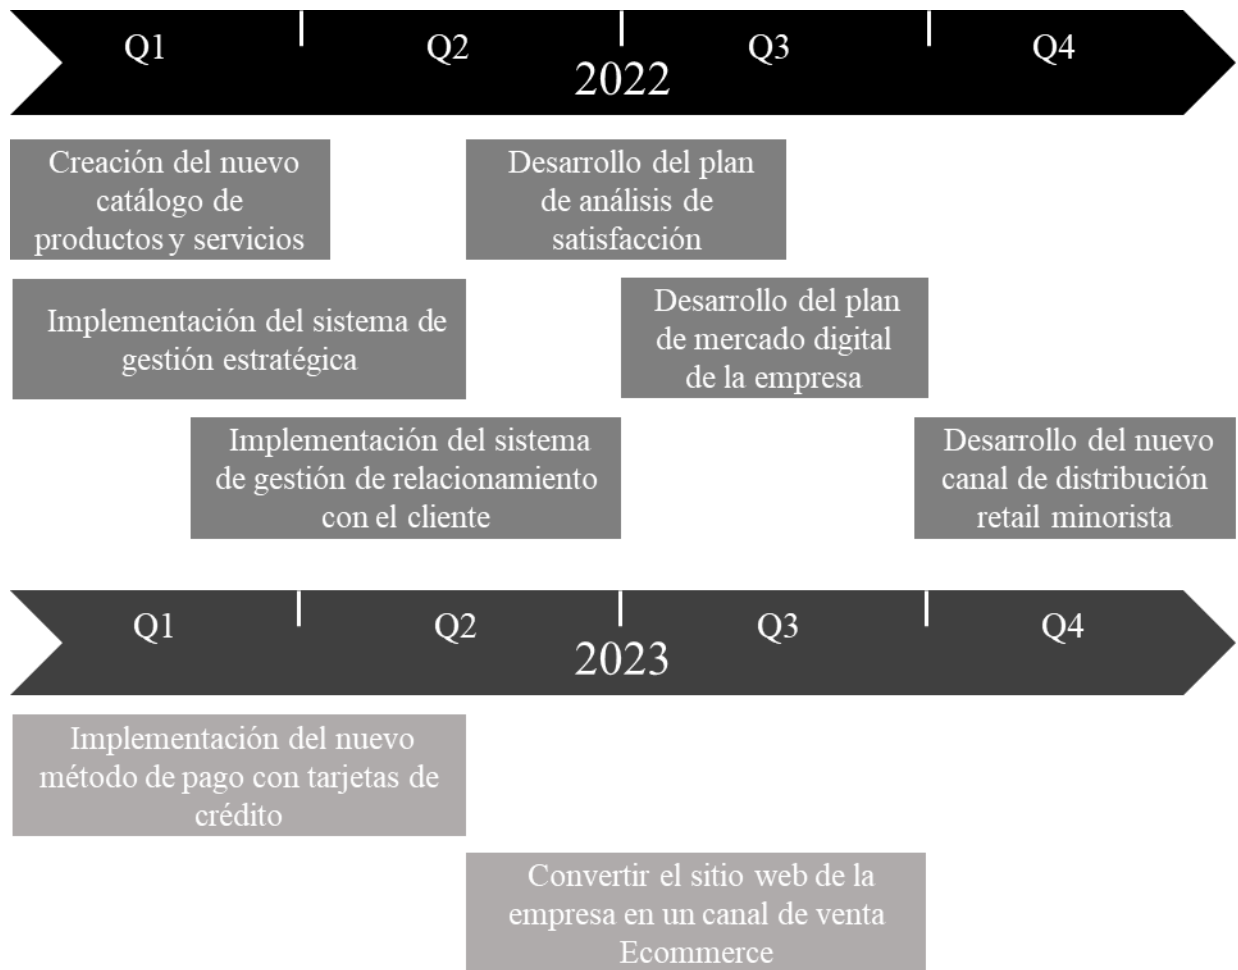 Q1
Q2
Q3
Q4
2022
Creación del nuevo
catálogo de
productos y servicios
Desarrollo del plan
de análisis de
satisfacción
Implementación del sistema de
gestión estratégica
Desarrollo del plan
de mercado digital
de la empresa
Implementación del sistema
de gestión de relacionamiento
con el cliente
Desarrollo del nuevo
canal de distribución
retail minorista
Q1
Q2
Q3
Q4
2023
Implementación del nuevo
método de pago con tarjetas de
crédito
Convertir el sitio web de la
empresa en un canal de venta
Ecommerce